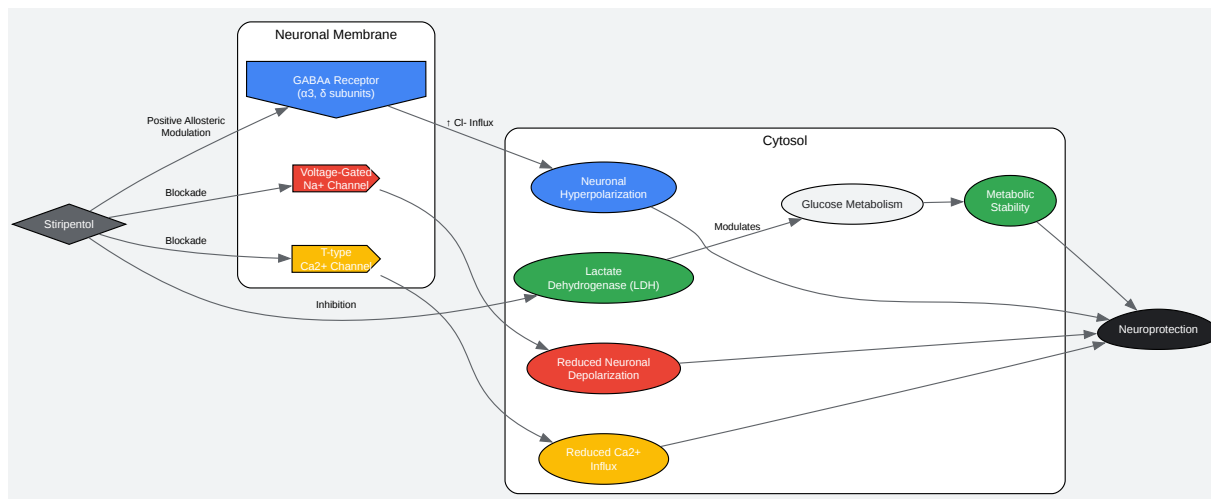 Neuronal Membrane
GABAᴀ Receptor
(α3, δ subunits)
Positive Allosteric
Modulation
↑ Cl- Influx
Cytosol
Voltage-Gated
Na+ Channel
Blockade
Stiripentol
Blockade
T-type
Ca2+ Channel
Inhibition
Neuronal
Hyperpolarization
Glucose Metabolism
Metabolic
Stability
Modulates
Lactate
Dehydrogenase (LDH)
Neuroprotection
Reduced Neuronal
Depolarization
Reduced Ca2+
Influx